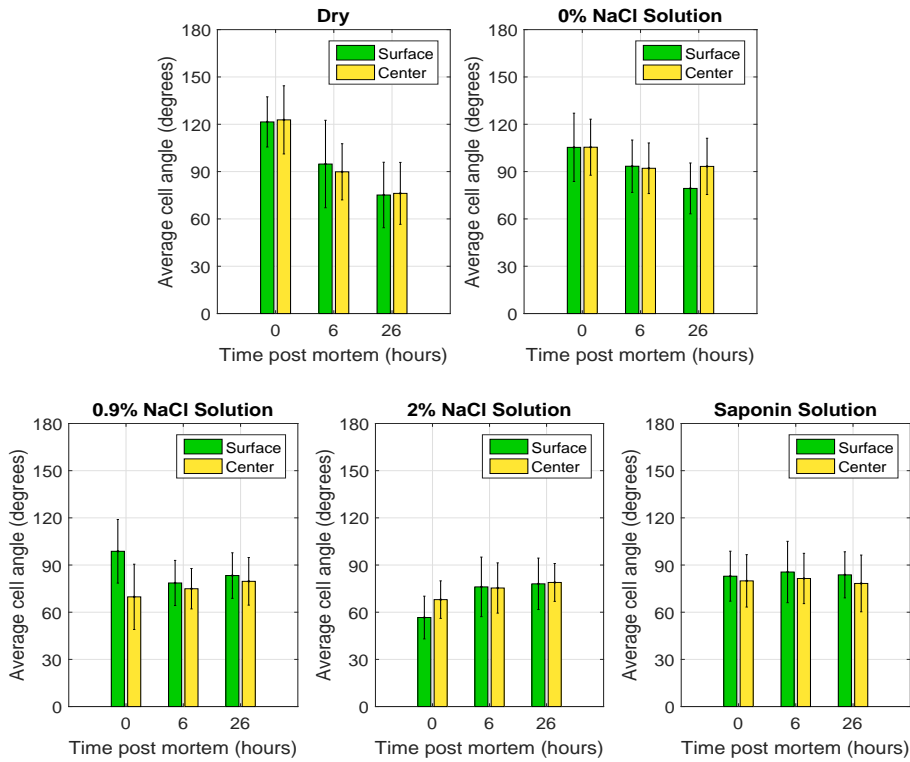 Dry
180
150
120
90
60
30
0
Average cell angle (degrees)
Surface
Center
0 6 26
Time post mortem (hours)
0% NaCl Solution
180
150
120
90
60
30
0
Average cell angle (degrees)
Surface
Center
0 6 26
Time post mortem (hours)
0.9% NaCl Solution
180
150
120
90
60
30
0
Average cell angle (degrees)
Surface
Center
0 6 26
Time post mortem (hours)
2% NaCl Solution
180
150
120
90
60
30
0
Average cell angle (degrees)
Surface
Center
0 6 26
Time post mortem (hours)
Saponin Solution
180
150
120
90
60
30
0
Average cell angle (degrees)
Surface
Center
0 6 26
Time post mortem (hours)